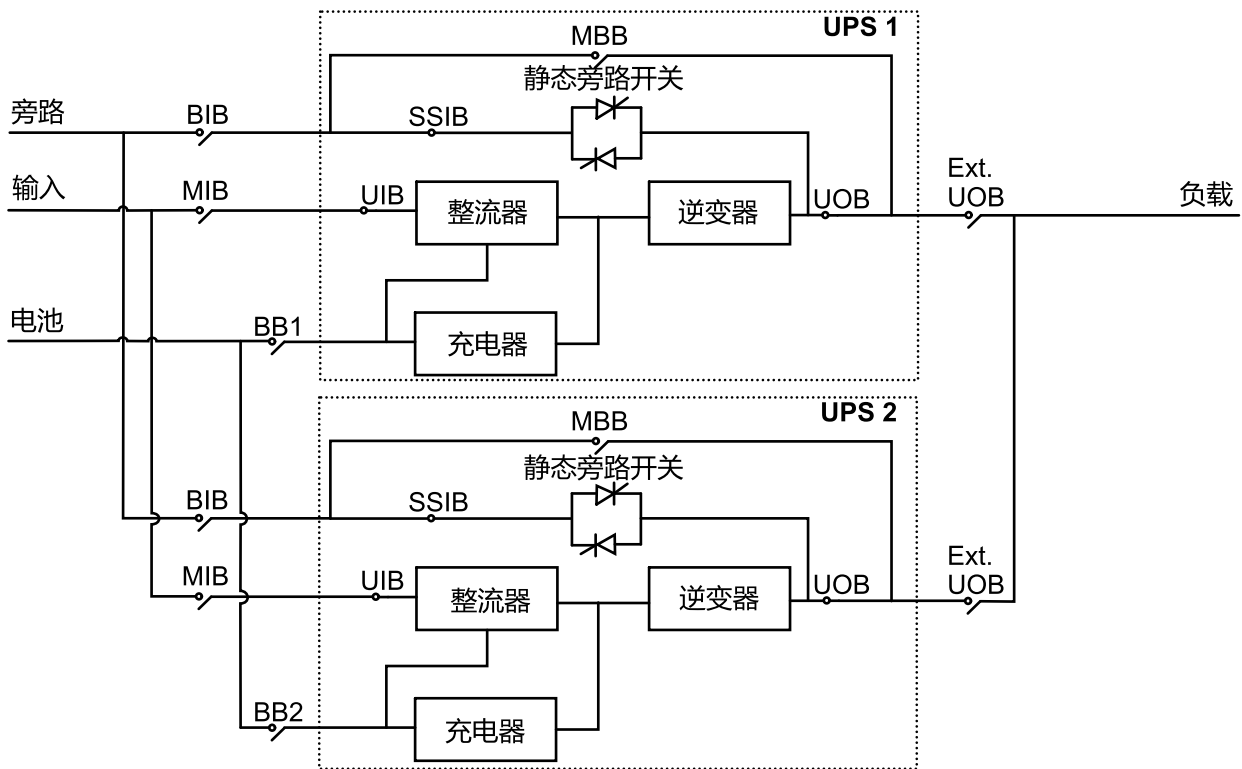 UPS 1
MBB
静态旁路开关
旁路
BIB
SSIB
输入
MIB
UIB
整流器
逆变器
UOB
Ext.
UOB
负载
电池
BB1
充电器
UPS 2
MBB
静态旁路开关
BIB
SSIB
MIB
UIB
整流器
逆变器
UOB
Ext.
UOB
BB2
充电器